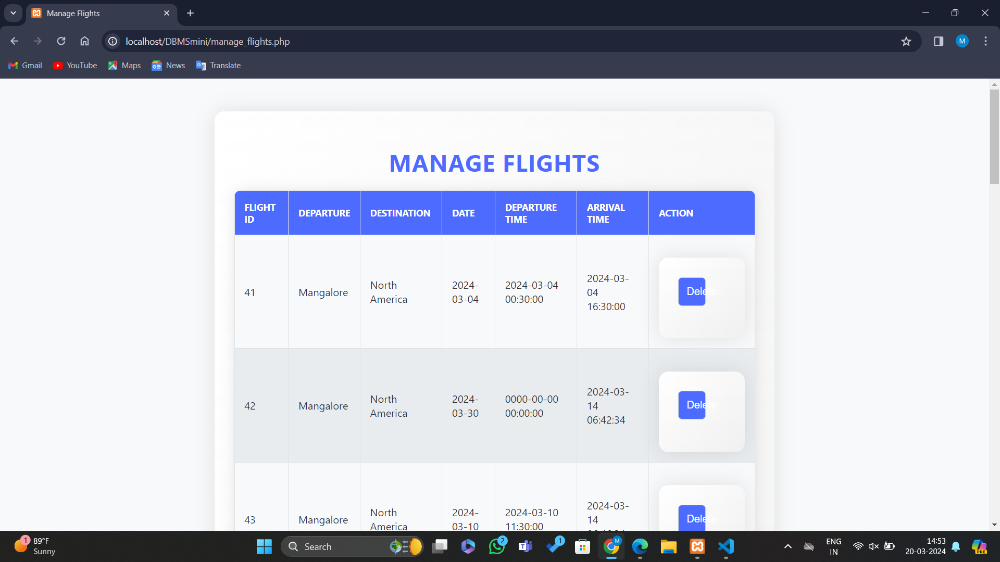 Manage Flights
localhost/DBMSmini/manage_flights.php
M
Gmail YouTube Maps News Translate
MANAGE FLIGHTS
FLIGHT ID DEPARTURE DESTINATION DATE DEPARTURE TIME ARRIVAL TIME ACTION
41 Mangalore North America 2024-03-04 2024-03-04 00:30:00 2024-03-04 16:30:00 Delete
42 Mangalore North America 2024-03-30 0000-00-00 00:00:00 2024-03-14 06:42:34 Delete
43 Mangalore North America 2024-03-10 2024-03-10 11:30:00 2024-03-14 Delete
1 89°F
Sunny
Search
2
T
1
M
ENG
IN
14:53
20-03-2024
PRE